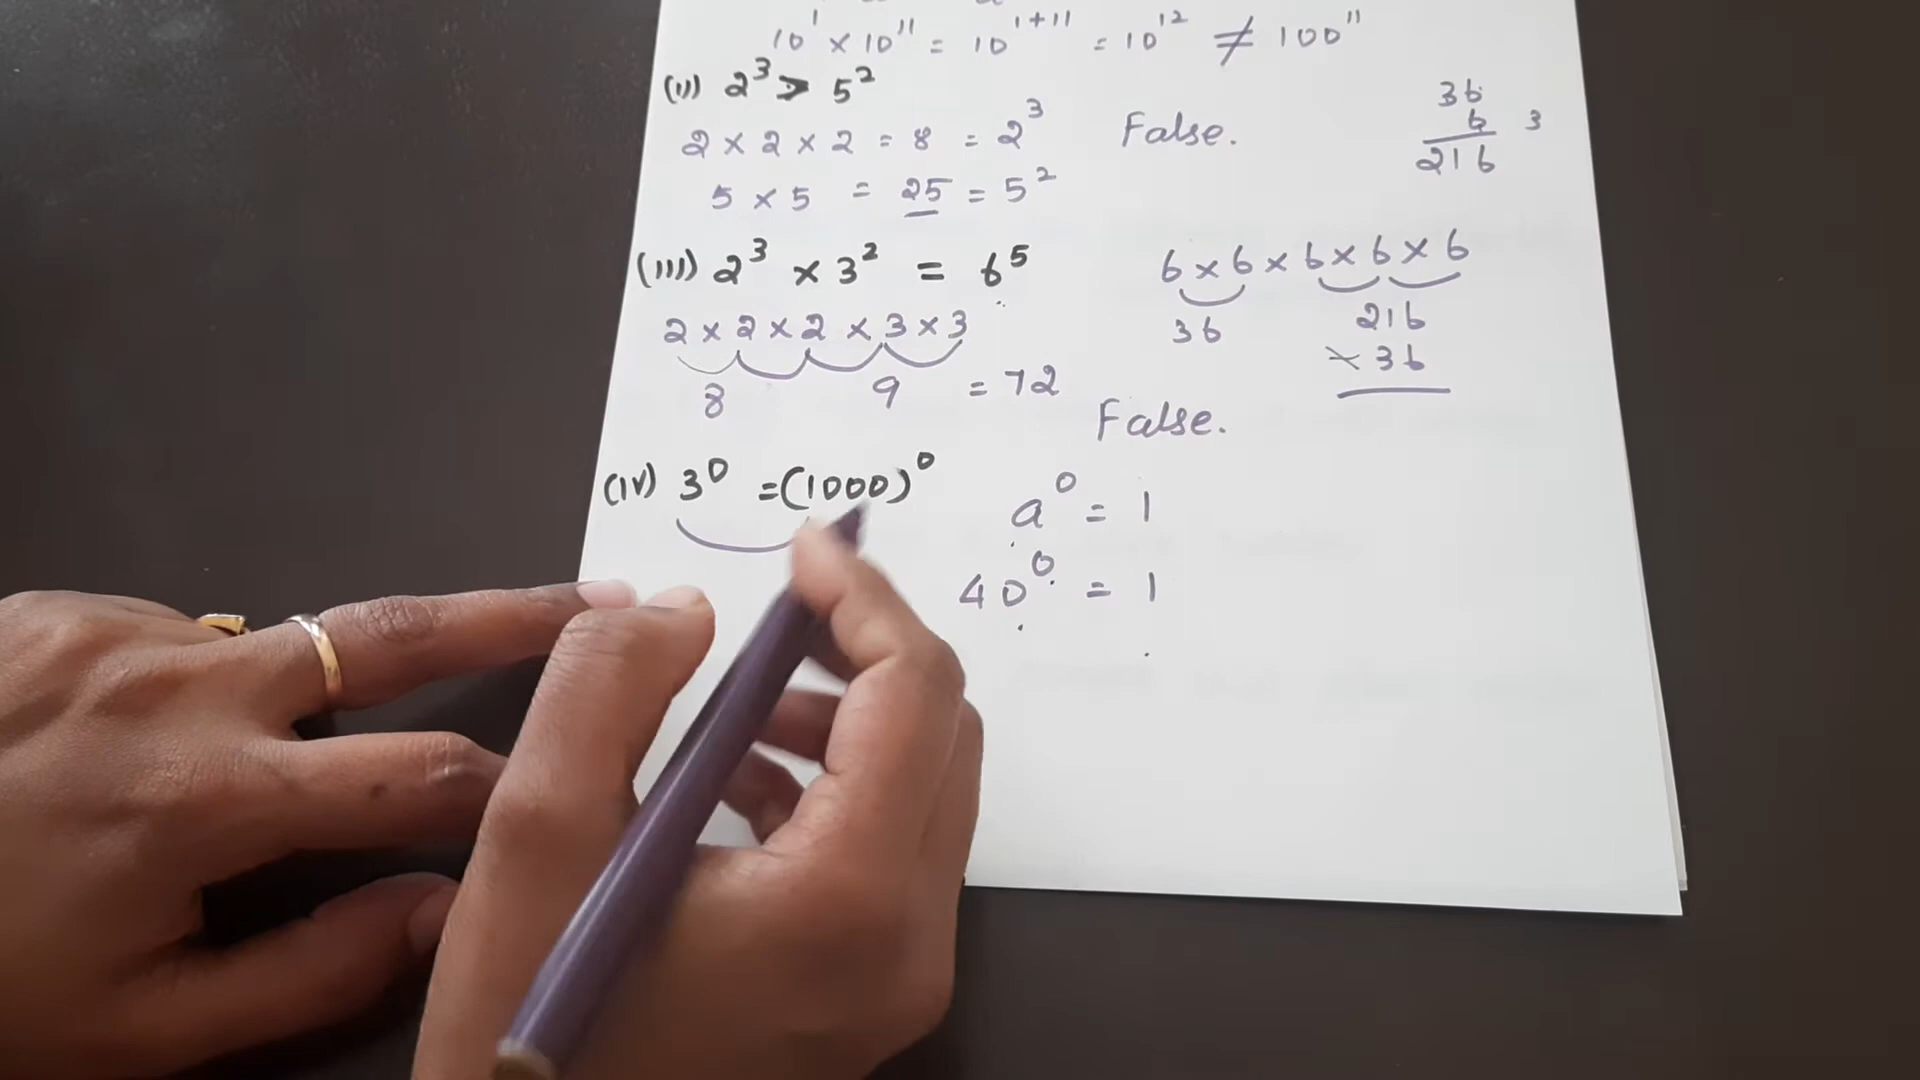 10¹ × 10¹¹ = 10¹⁺¹¹ = 10¹² ≠ 100¹¹
(ii) 2³ > 5²
2 × 2 × 2 = 8 = 2³
False.
5 × 5 = 25 = 5²
36
6 3
216
(iii) 2³ × 3² = 6⁵
2 × 2 × 2 × 3 × 3
8 9 = 72
6 × 6 × 6 × 6 × 6
36 216
× 36
False.
(iv) 3⁰ = (1000)⁰
a⁰ = 1
40⁰ = 1